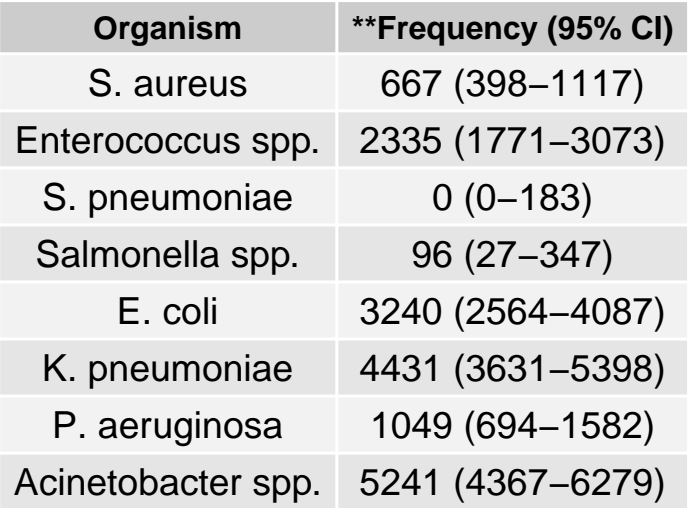 Organism **Frequency (95% CI)
S. aureus 667 (398−1117)
Enterococcus spp. 2335 (1771−3073)
S. pneumoniae 0 (0−183)
Salmonella spp. 96 (27−347)
E. coli 3240 (2564−4087)
K. pneumoniae 4431 (3631−5398)
P. aeruginosa 1049 (694−1582)
Acinetobacter spp. 5241 (4367−6279)